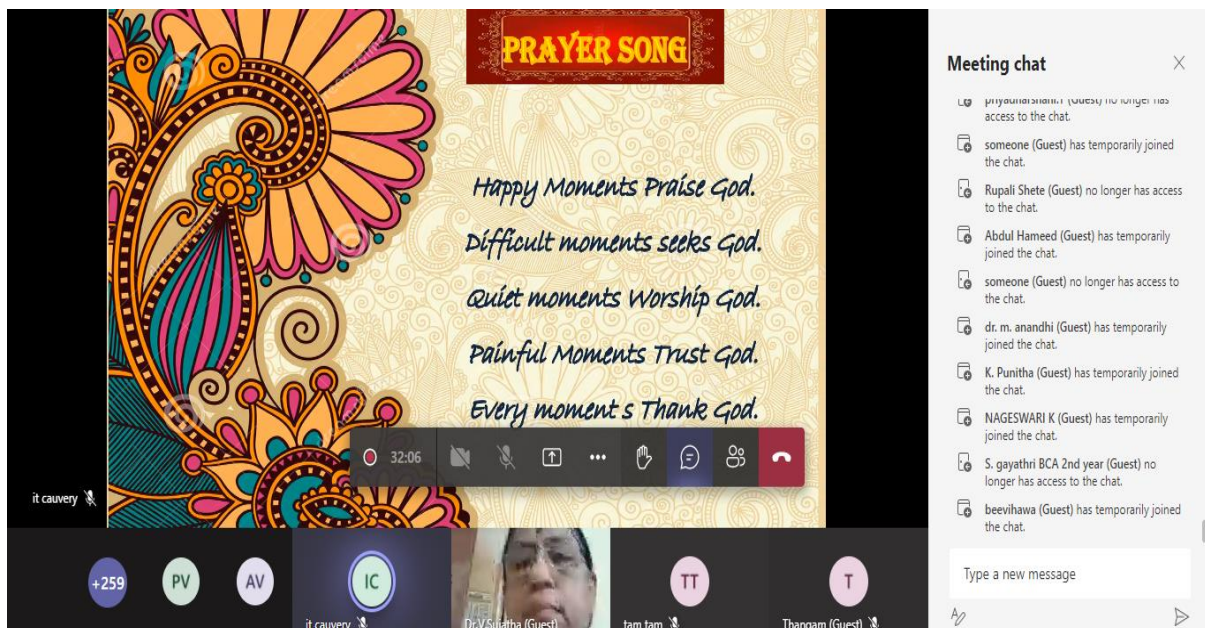 PRAYER SONG
Happy Moments Praise God.
Difficult moments seeks God.
Quiet moments Worship God.
Painful Moments Trust God.
Every moment s Thank God.
32:06
it cauvery
+259
PV
AV
IC
it cauvery
Dr.V.Sujatha (Guest)
TT
tam tam
T
Thangam (Guest)
Meeting chat
priyadharshani.r (Guest) no longer has
access to the chat.
someone (Guest) has temporarily joined
the chat.
Rupali Shete (Guest) no longer has access
to the chat.
Abdul Hameed (Guest) has temporarily
joined the chat.
someone (Guest) no longer has access to
the chat.
dr. m. anandhi (Guest) has temporarily
joined the chat.
K. Punitha (Guest) has temporarily joined
the chat.
NAGESWARI K (Guest) has temporarily
joined the chat.
S. gayathri BCA 2nd year (Guest) no
longer has access to the chat.
beevihawa (Guest) has temporarily joined
the chat.
Type a new message